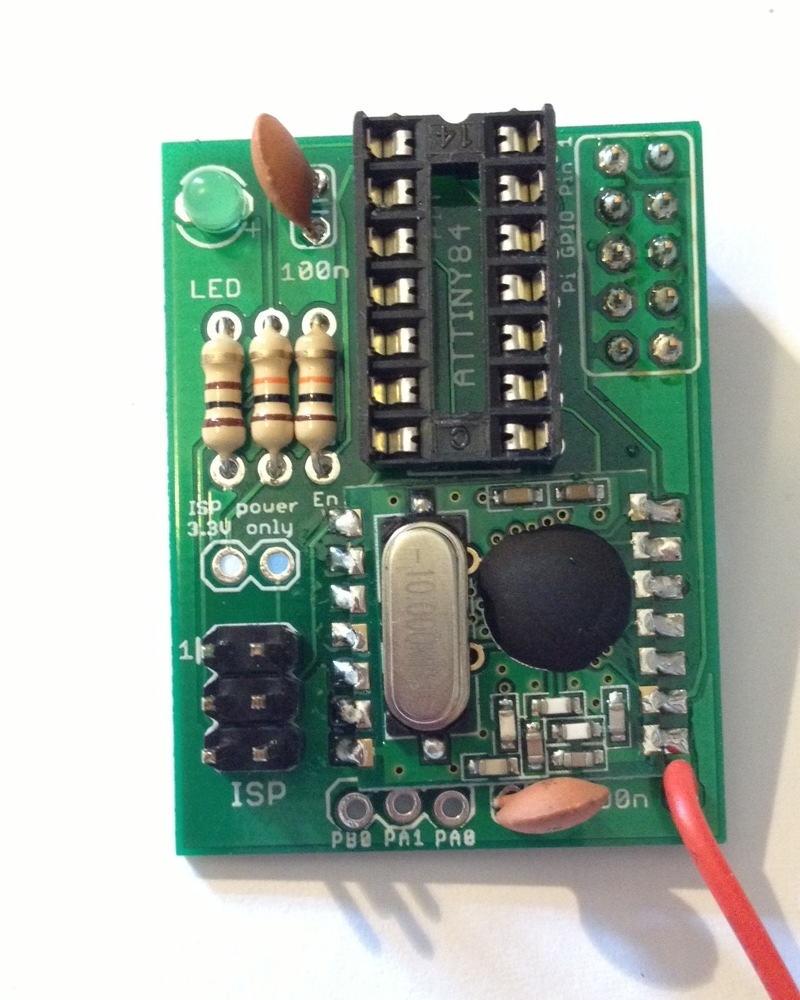 14
Pi GPIO Pin 1
100n
LED
ATTINY84
En
ISP power
3.3V only
1
ISP
00n
PB0 PA1 PA0